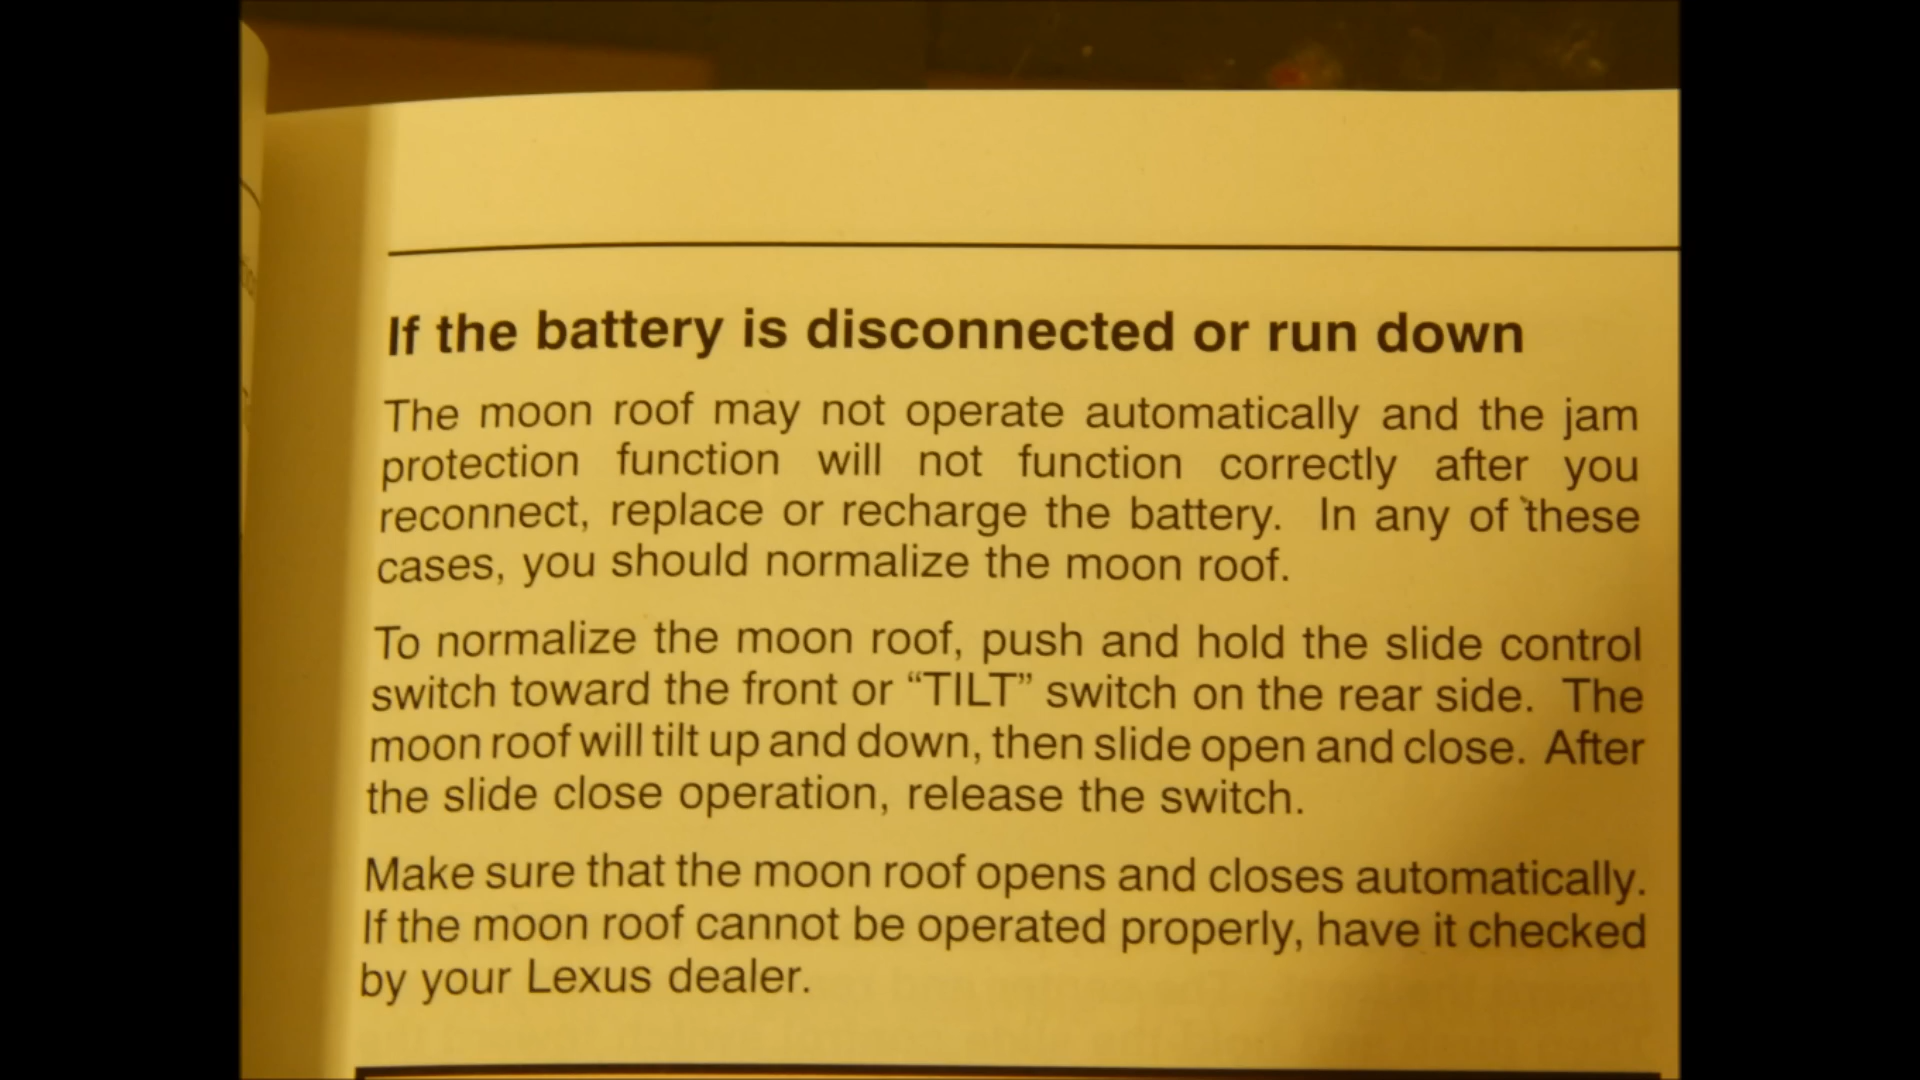 If the battery is disconnected or run down
The moon roof may not operate automatically and the jam
protection function will not function correctly after you
reconnect, replace or recharge the battery. In any of these
cases, you should normalize the moon roof.
To normalize the moon roof, push and hold the slide control
switch toward the front or “TILT” switch on the rear side. The
moon roof will tilt up and down, then slide open and close. After
the slide close operation, release the switch.
Make sure that the moon roof opens and closes automatically.
If the moon roof cannot be operated properly, have it checked
by your Lexus dealer.